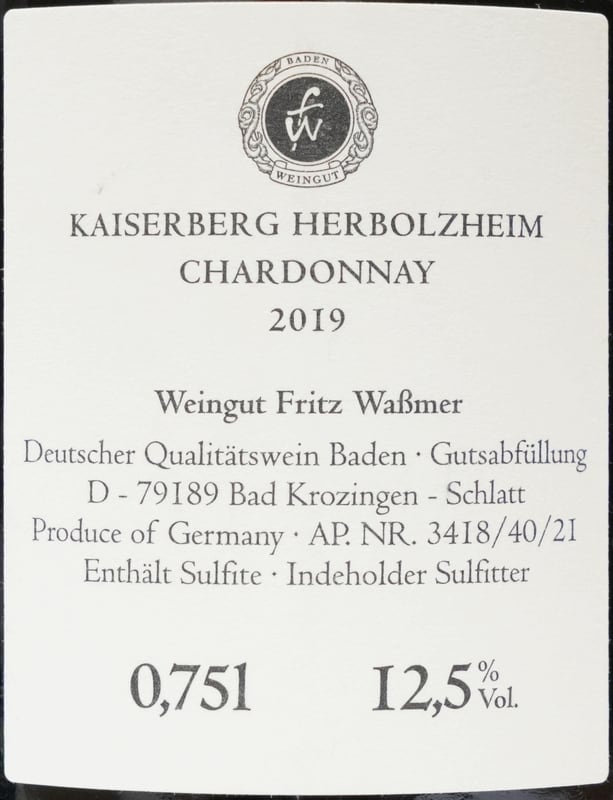 BADEN
fw
WEINGUT
KAISERBERG HERBOLZHEIM
CHARDONNAY
2019
Weingut Fritz Waßmer
Deutscher Qualitätswein Baden · Gutsabfüllung
D - 79189 Bad Krozingen - Schlatt
Produce of Germany · AP. NR. 3418/40/21
Enthält Sulfite · Indeholder Sulfitter
0,75l 12,5 % Vol.